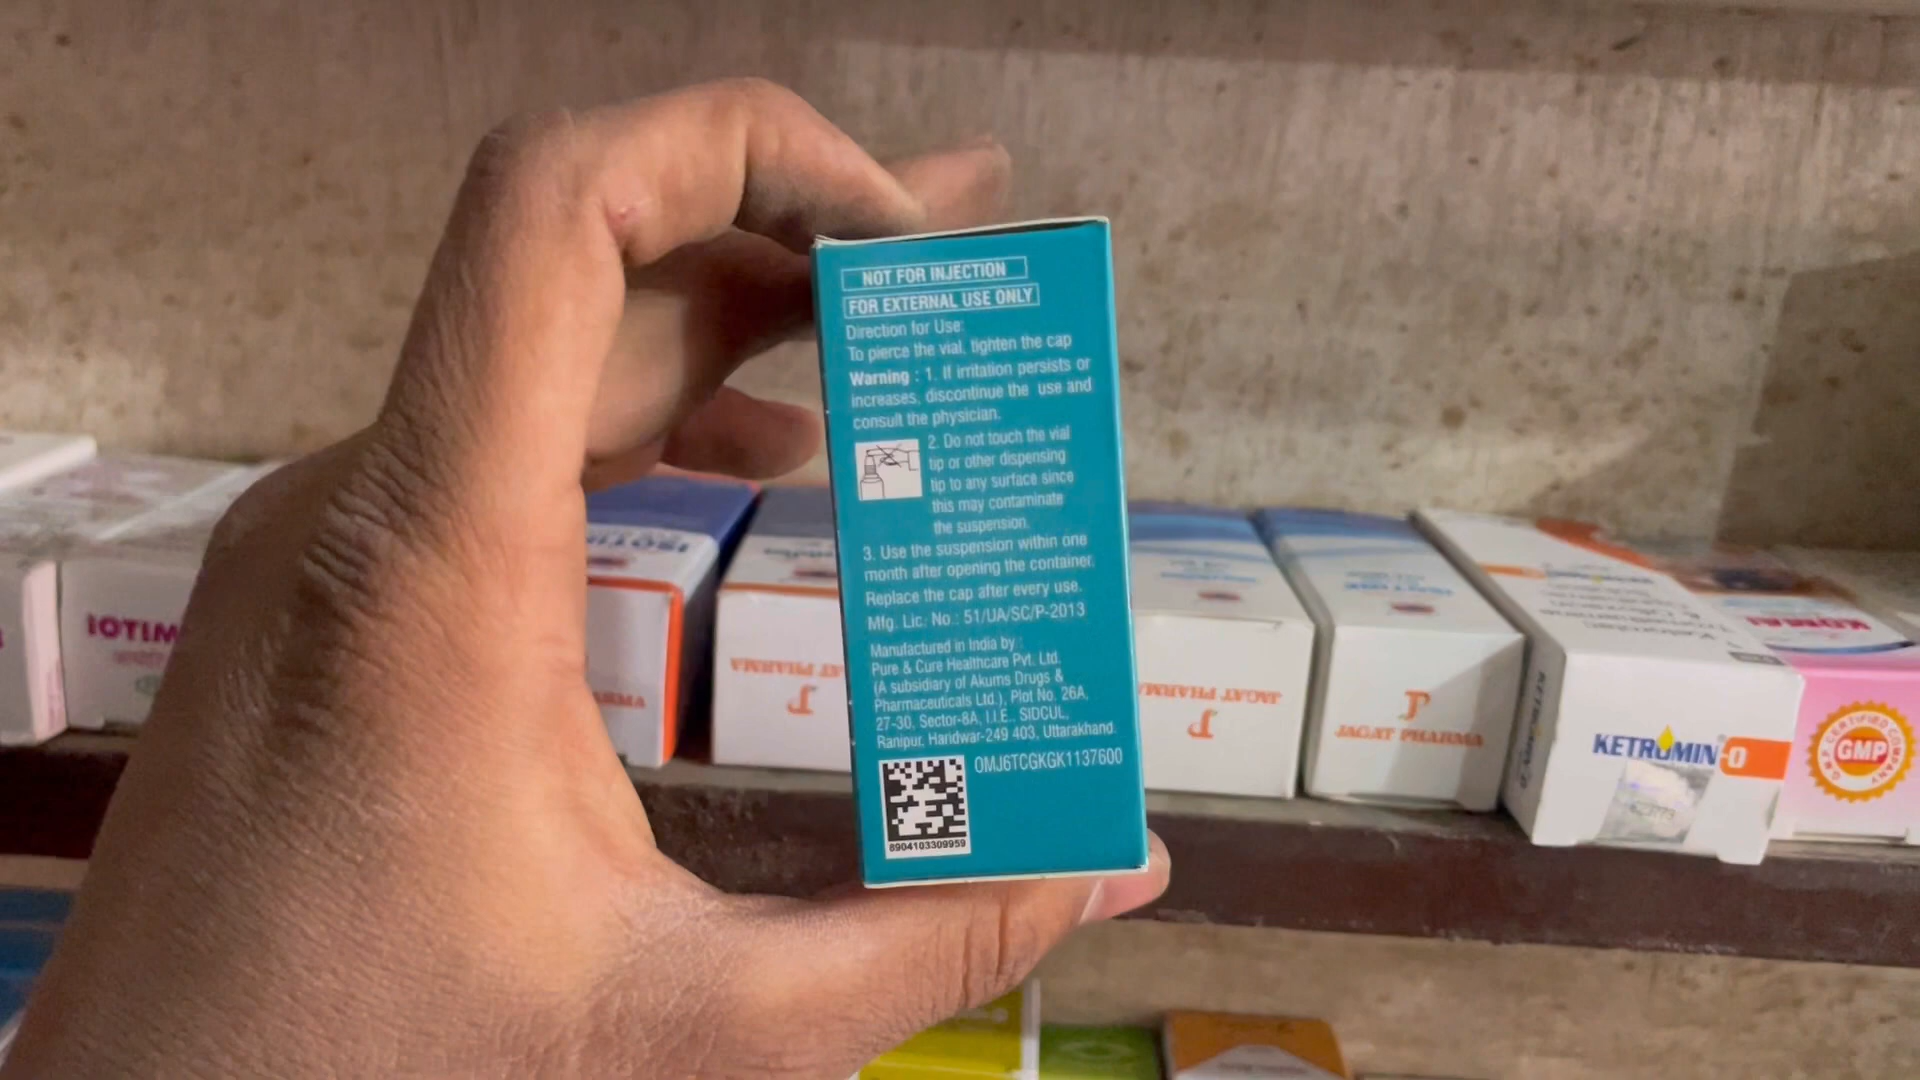 NOT FOR INJECTION
FOR EXTERNAL USE ONLY
Direction for Use:
To pierce the vial, tighten the cap
Warning : 1. If irritation persists or
increases, discontinue the use and
consult the physician.
2. Do not touch the vial
tip or other dispensing
tip to any surface since
this may contaminate
the suspension.
3. Use the suspension within one
month after opening the container.
Replace the cap after every use.
Mfg. Lic. No.: 51/UA/SC/P-2013
Manufactured in India by :
Pure & Cure Healthcare Pvt. Ltd.
(A subsidiary of Akums Drugs &
Pharmaceuticals Ltd.), Plot No. 26A,
27-30, Sector-8A, I.I.E., SIDCUL,
Ranipur, Haridwar-249 403, Uttarakhand.
OMJ6TCGKGK1137600
8904103309959
IOTIM
JAGAT PHARMA
JAGAT PHARMA
KETROMIN-O
GMP